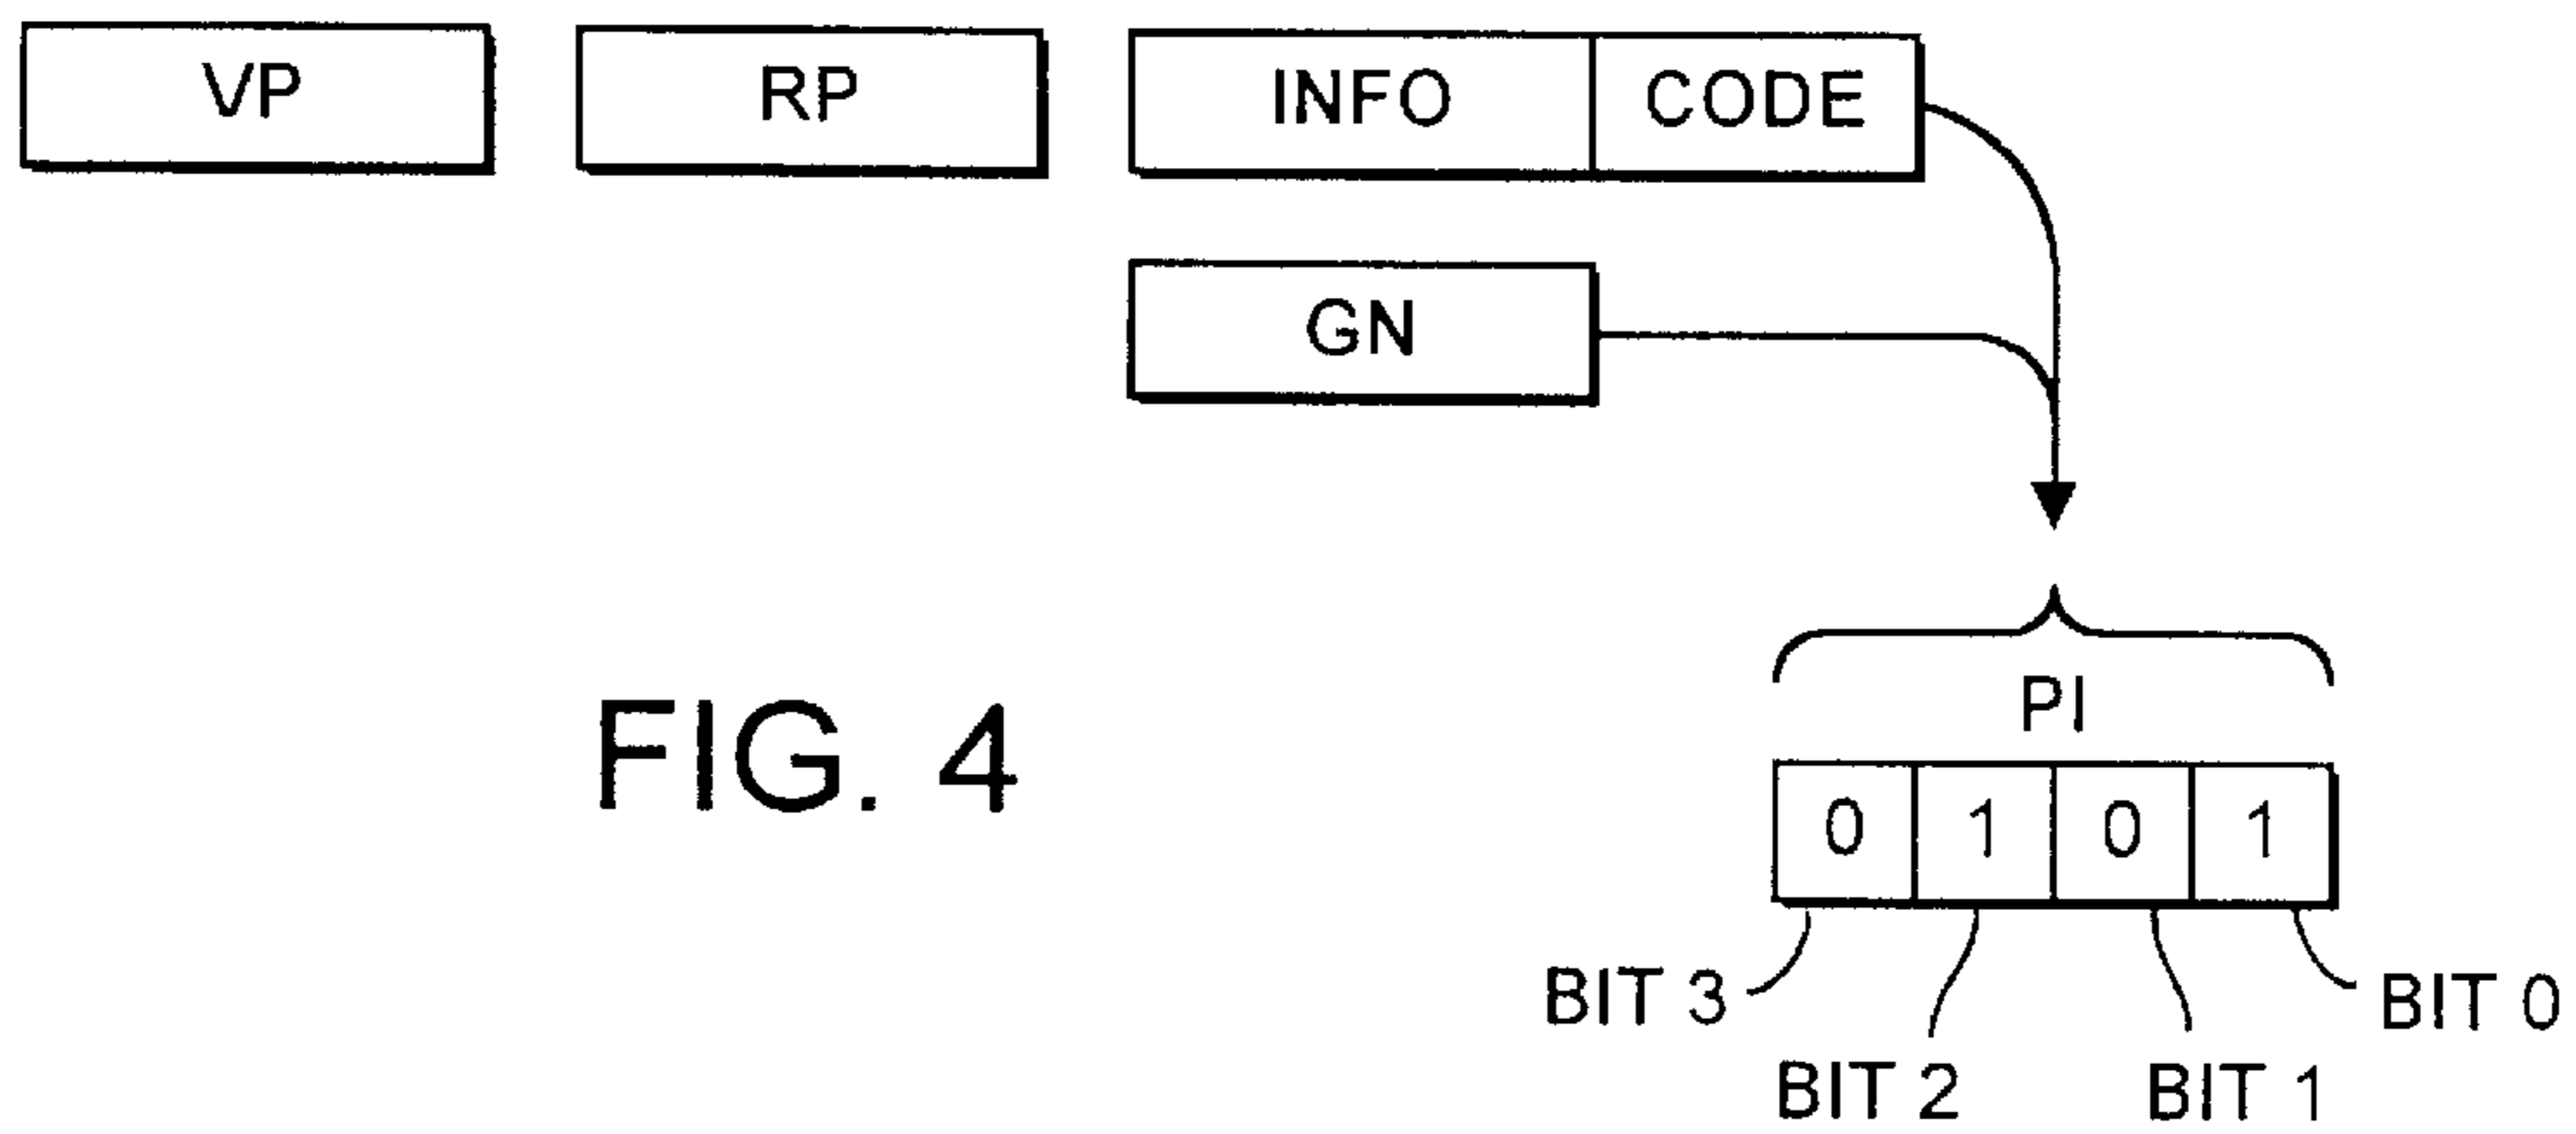 VP RP INFO CODE
GN
PI
FIG. 4
0 1 0 1
BIT 3 BIT 0
BIT 2 BIT 1